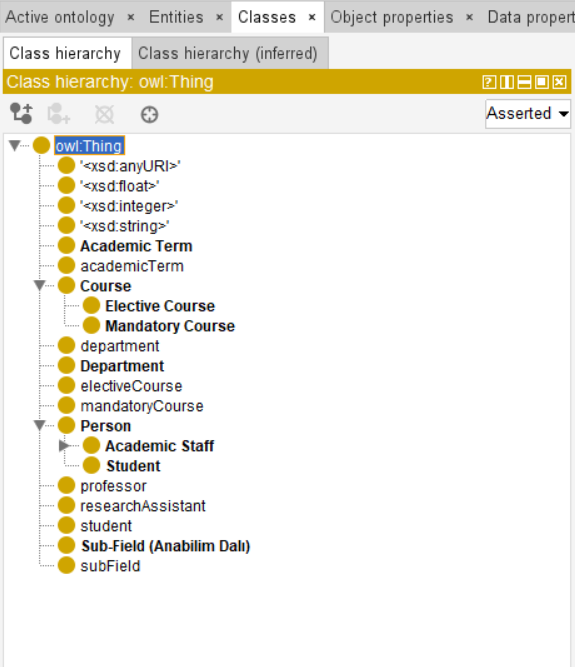 Active ontology × Entities × Classes × Object properties × Data propert
Class hierarchy Class hierarchy (inferred)
Class hierarchy: owl:Thing
Asserted
owl:Thing
'<xsd:anyURI>'
'<xsd:float>'
'<xsd:integer>'
'<xsd:string>'
Academic Term
academicTerm
Course
Elective Course
Mandatory Course
department
Department
electiveCourse
mandatoryCourse
Person
Academic Staff
Student
professor
researchAssistant
student
Sub-Field (Anabilim Dalı)
subField